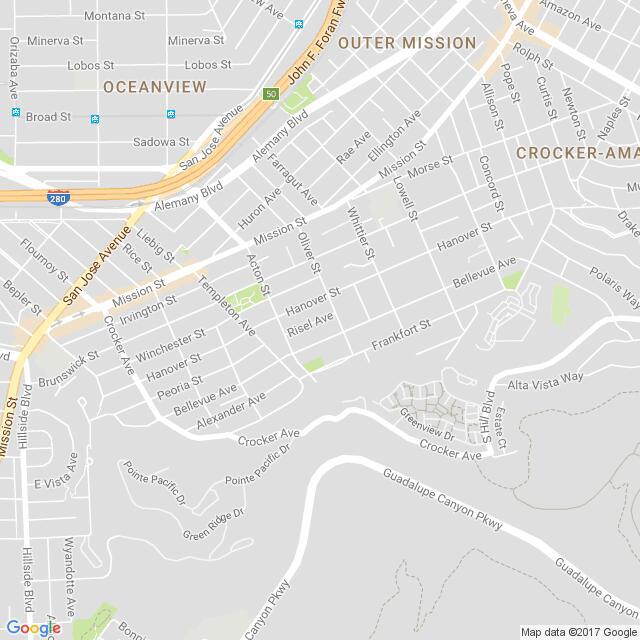 Montana St
Minerva St
Minerva St
Lobos St
Lobos St
Orizaba Ave
OCEANVIEW
Broad St
Sadowa St
San Jose Avenue
John F. Foran Fwy
50
OUTER MISSION
Amazon Ave
Rolph St
Pope St
Curtis St
Newton St
Naples St
Allison St
CROCKER-AMA
Concord St
Alemany Blvd
Rae Ave
Ellington Ave
Mission St
Morse St
Lowell St
Farragut Ave
Huron Ave
Alemany Blvd
280
Mission St
Whittier St
Oliver St
Hanover St
Bellevue Ave
Drake
Polaris Way
San Jose Avenue
Flournoy St
Bepler St
Liebig St
Rice St
Acton St
Mission St
Irvington St
Templeton Ave
Hanover St
Risel Ave
Frankfort St
Crocker Ave
Winchester St
Hanover St
Brunswick St
Peoria St
Bellevue Ave
Alexander Ave
Mission St
Hillside Blvd
Alta Vista Way
S Hill Blvd
Estate Ct
Greenview Dr
Crocker Ave
Crocker Ave
E Vista Ave
Pointe Pacific Dr
Pointe Pacific Dr
Green Ridge Dr
Guadalupe Canyon Pkwy
Guadalupe Canyon
Canyon Pkwy
Wyandotte Ave
Hillside Blvd
Google
Map data ©2017 Google